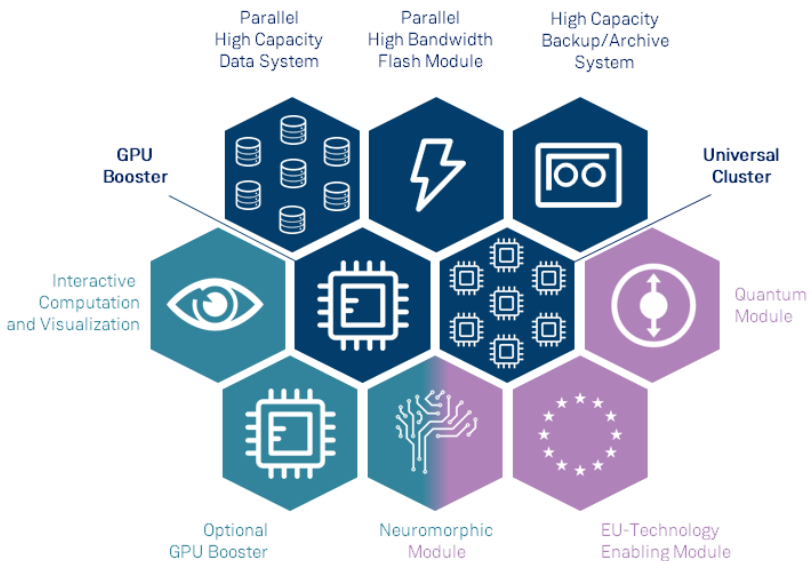 Parallel
High Capacity
Data System
Parallel
High Bandwidth
Flash Module
High Capacity
Backup/Archive
System
GPU
Booster
Universal
Cluster
Interactive
Computation
and Visualization
Quantum
Module
Optional
GPU Booster
Neuromorphic
Module
EU-Technology
Enabling Module